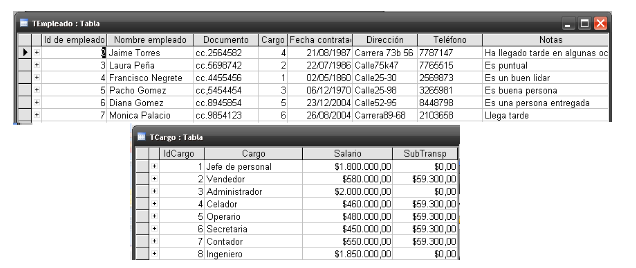 TEmpleado : Tabla
Id de empleado Nombre empleado Documento Cargo Fecha contrata Dirección Teléfono Notas
2 Jaime Torres cc.2564582 4 21/08/1987 Carrera 73b 56 7787147 Ha llegado tarde en algunas oc
3 Laura Peña cc.5698742 2 22/07/1986 Calle75k47 7765515 Es puntual
4 Francisco Negrete cc.4455456 1 02/05/1860 Calle25-30 2569873 Es un buen lidar
5 Pacho Gomez cc.5454454 3 06/12/1970 Calle25-98 3265981 Es buena persona
6 Diana Gomez cc.8945854 5 23/12/2004 Calle52-95 8448798 Es una persona entregada
7 Monica Palacio cc.9854123 6 26/08/2004 Carrera89-68 2103658 Llega tarde
TCargo : Tabla
IdCargo Cargo Salario SubTransp
1 Jefe de personal $1.800.000,00 $0,00
2 Vendedor $580.000,00 $59.300,00
3 Administrador $2.000.000,00 $0,00
4 Celador $460.000,00 $59.300,00
5 Operario $480.000,00 $59.300,00
6 Secretaria $450.000,00 $59.300,00
7 Contador $550.000,00 $59.300,00
8 Ingeniero $1.850.000,00 $0,00